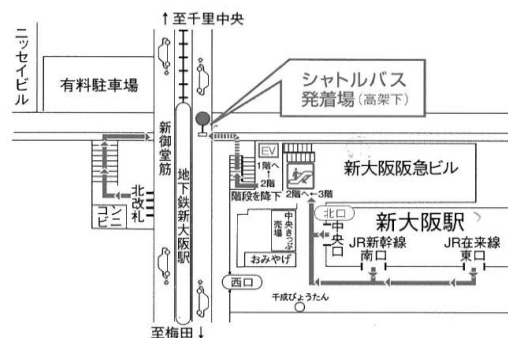 ↑至千里中央
ニッセイビル
有料駐車場
新御堂筋
地下鉄新大阪駅
シャトルバス
発着場(高架下)
EV
1階へ
↑
2階
階段を降下
2階へ←3階
新大阪阪急ビル
北改札
コンビニ
北口
新大阪駅
中央口
中央きっぷ売場
おみやげ
JR新幹線
南口
JR在来線
東口
西口
千成びょうたん
至梅田↓